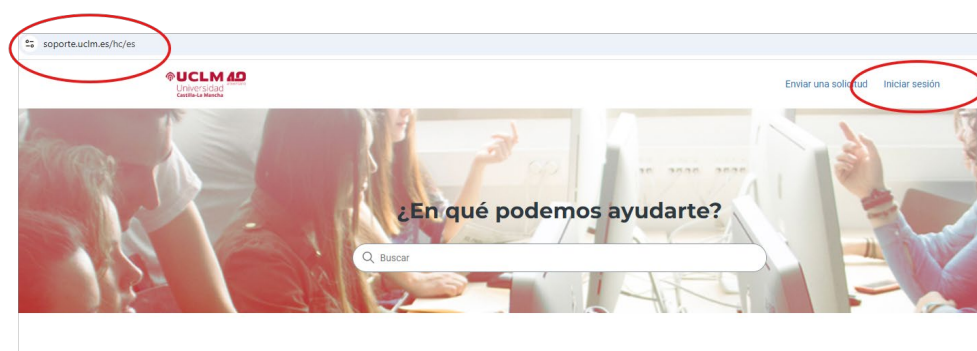 soporte.uclm.es/hc/es
UCLM 40
Universidad
Castilla-La Mancha
Enviar una solicitud Iniciar sesión
¿En qué podemos ayudarte?
Buscar